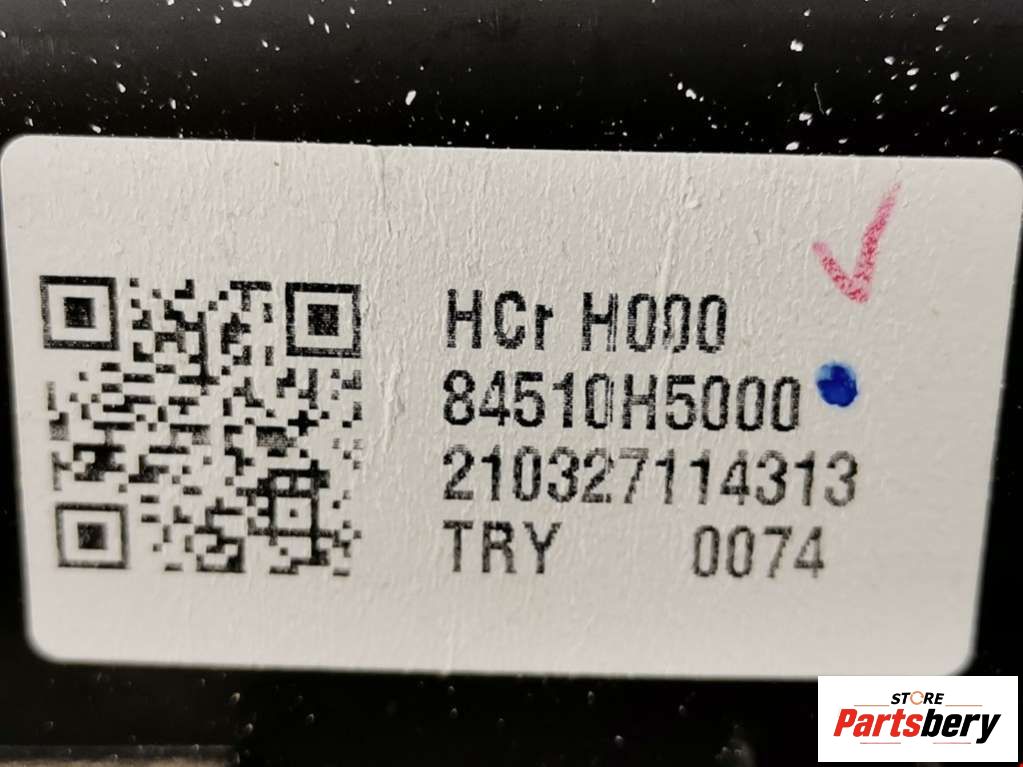 HCr H000
84510H5000
210327114313
TRY 0074
STORE
Partsbery